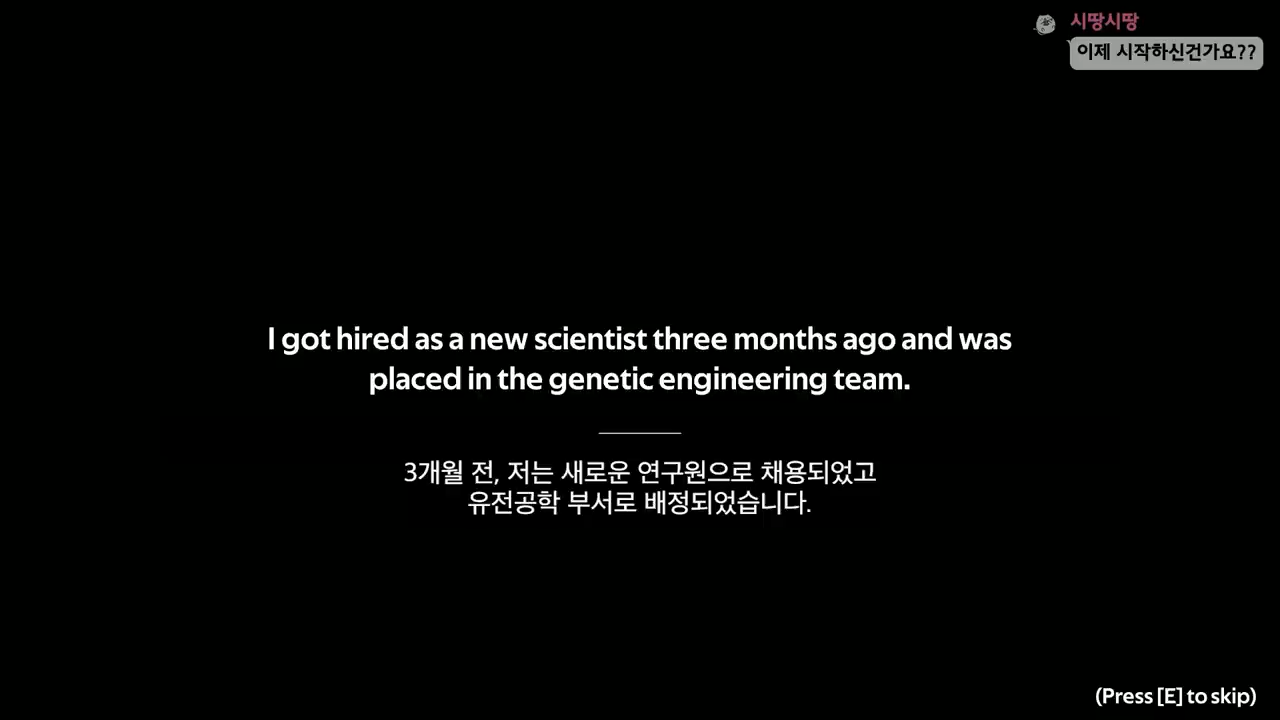 시땅시땅
이제 시작하신건가요??
I got hired as a new scientist three months ago and was
placed in the genetic engineering team.
3개월 전, 저는 새로운 연구원으로 채용되었고
유전공학 부서로 배정되었습니다.
(Press [E] to skip)